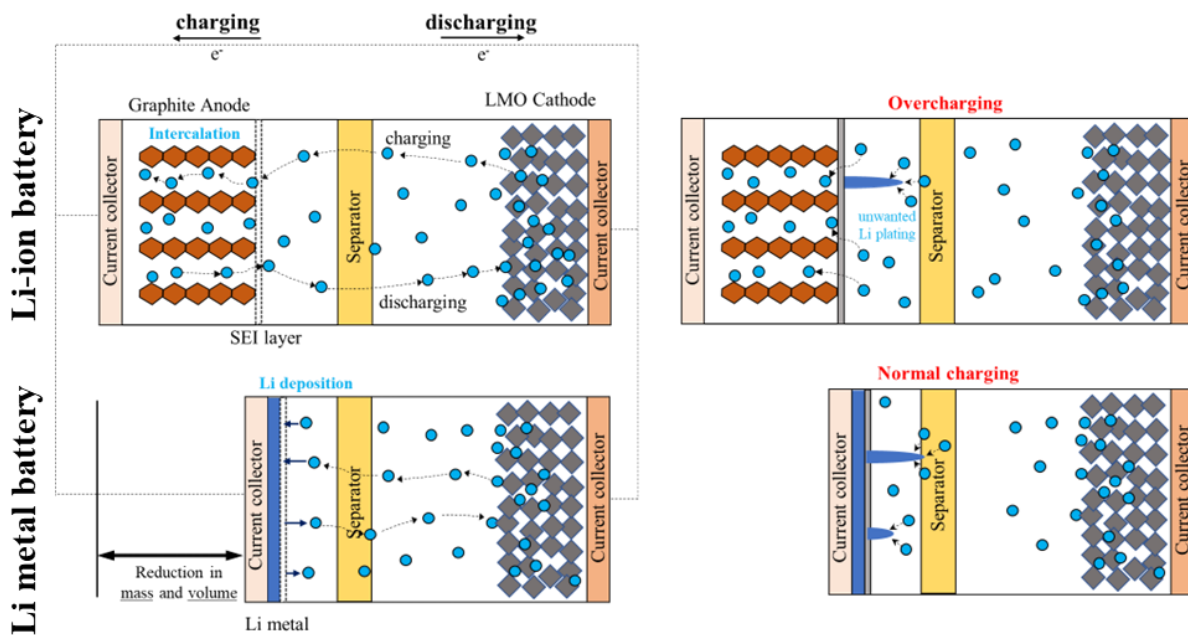 charging
e-
discharging
e-
Li-ion battery
Graphite Anode
LMO Cathode
Current collector
Intercalation
charging
Separator
discharging
Current collector
SEI layer
Overcharging
Current collector
unwanted
Li plating
Separator
Current collector
Li metal battery
Li deposition
Current collector
Separator
Current collector
Reduction in
mass and volume
Li metal
Normal charging
Current collector
Separator
Current collector